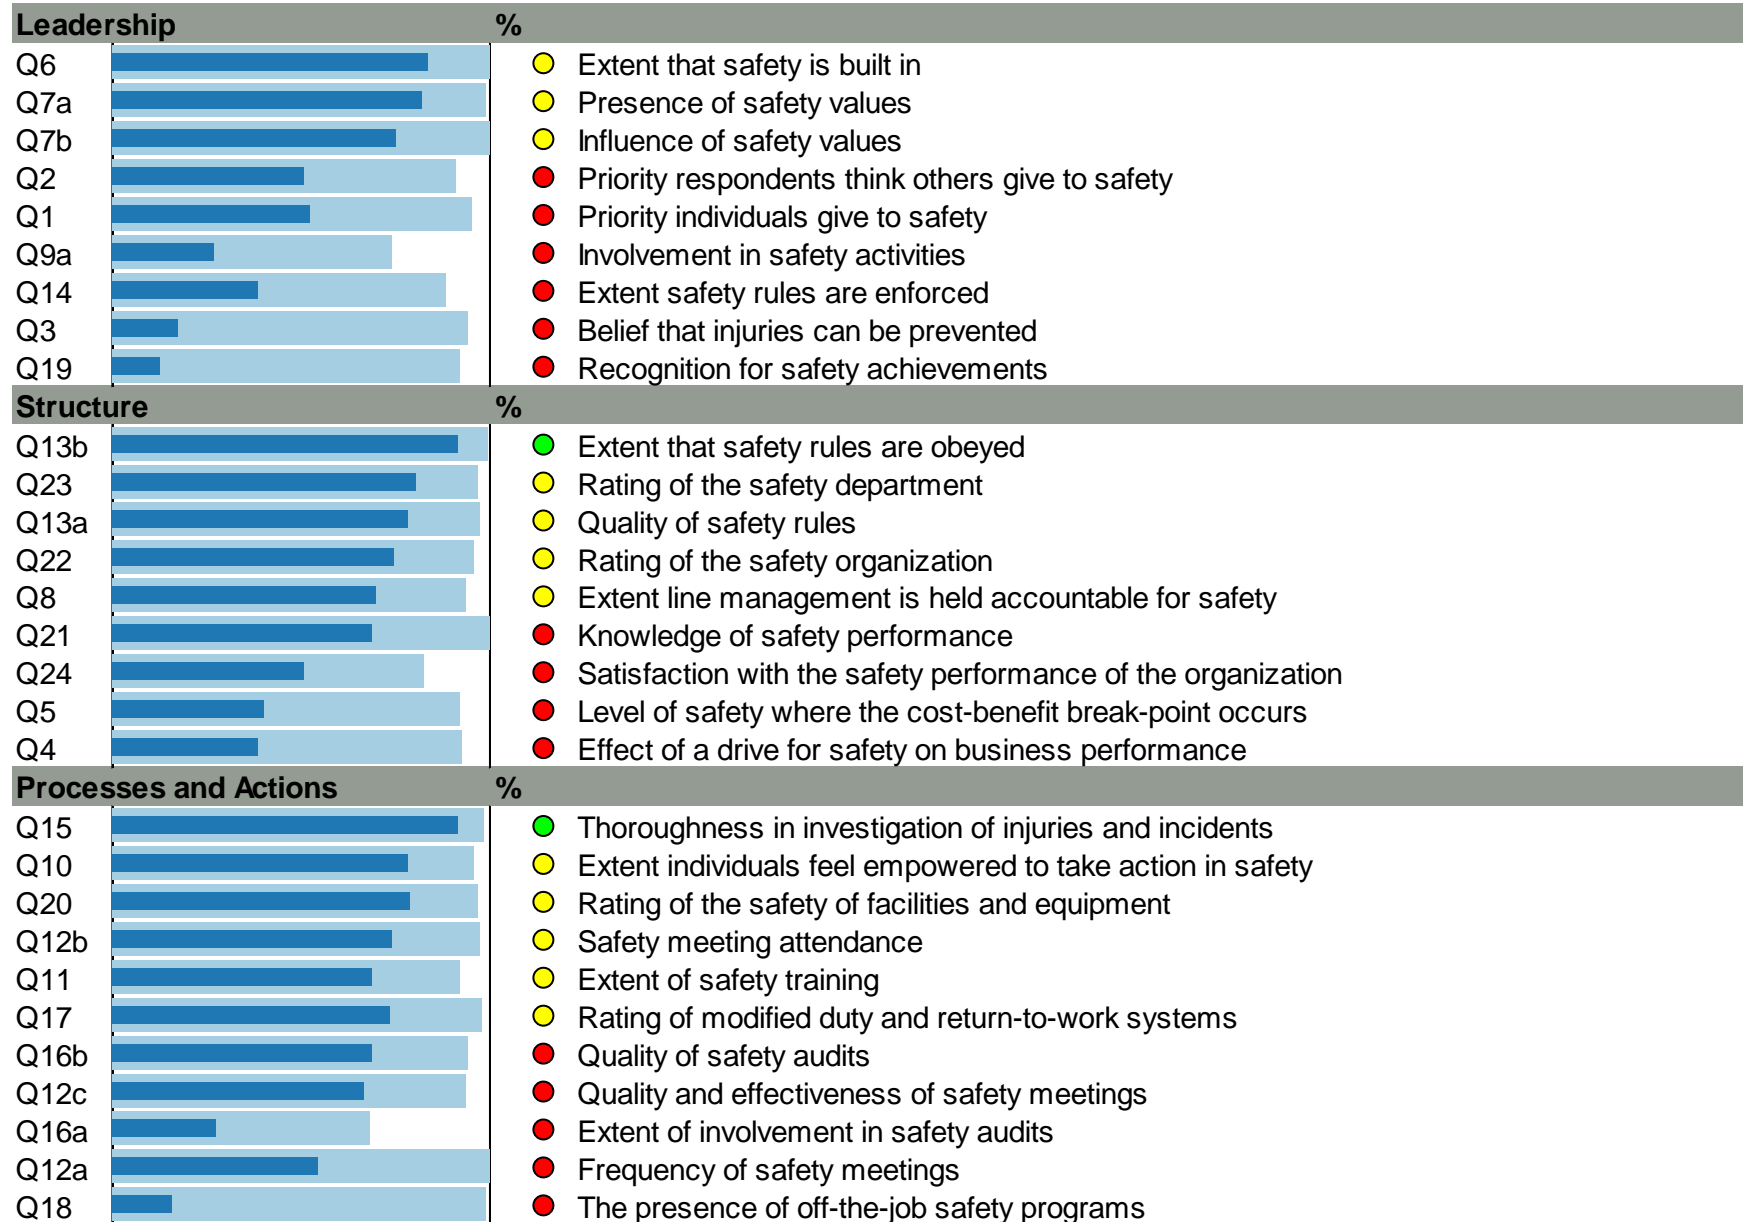 Leadership %
Q6 Extent that safety is built in
Q7a Presence of safety values
Q7b Influence of safety values
Q2 Priority respondents think others give to safety
Q1 Priority individuals give to safety
Q9a Involvement in safety activities
Q14 Extent safety rules are enforced
Q3 Belief that injuries can be prevented
Q19 Recognition for safety achievements
Structure %
Q13b Extent that safety rules are obeyed
Q23 Rating of the safety department
Q13a Quality of safety rules
Q22 Rating of the safety organization
Q8 Extent line management is held accountable for safety
Q21 Knowledge of safety performance
Q24 Satisfaction with the safety performance of the organization
Q5 Level of safety where the cost-benefit break-point occurs
Q4 Effect of a drive for safety on business performance
Processes and Actions %
Q15 Thoroughness in investigation of injuries and incidents
Q10 Extent individuals feel empowered to take action in safety
Q20 Rating of the safety of facilities and equipment
Q12b Safety meeting attendance
Q11 Extent of safety training
Q17 Rating of modified duty and return-to-work systems
Q16b Quality of safety audits
Q12c Quality and effectiveness of safety meetings
Q16a Extent of involvement in safety audits
Q12a Frequency of safety meetings
Q18 The presence of off-the-job safety programs